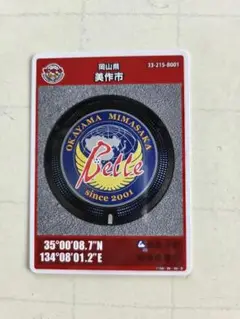 岡山県
33-215-B001
美作市
OKAYAMA MIMASAKA
Belle
since 2001
35°00'08.7"N
134°08'01.2"E